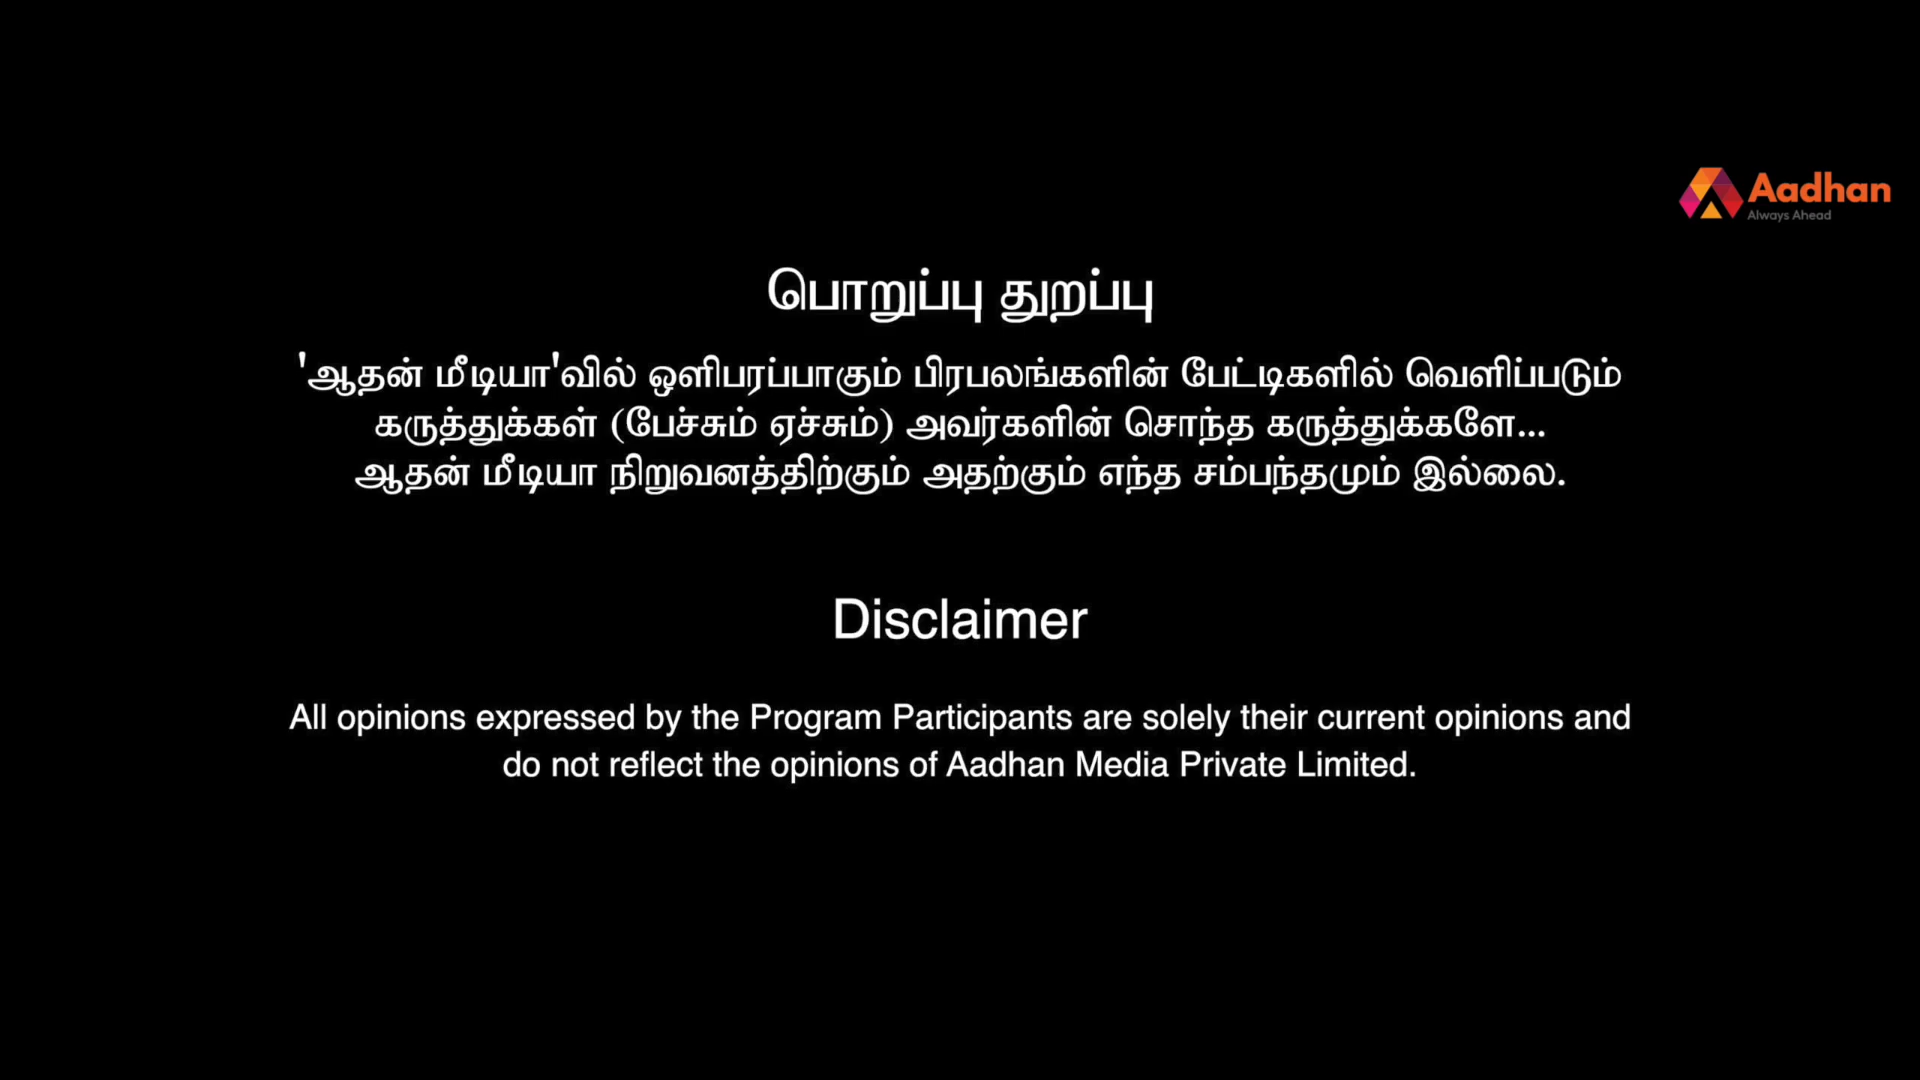 Aadhan
Always Ahead
பொறுப்பு துறப்பு
'ஆதன் மீடியா'வில் ஒளிபரப்பாகும் பிரபலங்களின் பேட்டிகளில் வெளிப்படும்
கருத்துக்கள் (பேச்சும் ஏச்சும்) அவர்களின் சொந்த கருத்துக்களே...
ஆதன் மீடியா நிறுவனத்திற்கும் அதற்கும் எந்த சம்பந்தமும் இல்லை.
Disclaimer
All opinions expressed by the Program Participants are solely their current opinions and
do not reflect the opinions of Aadhan Media Private Limited.